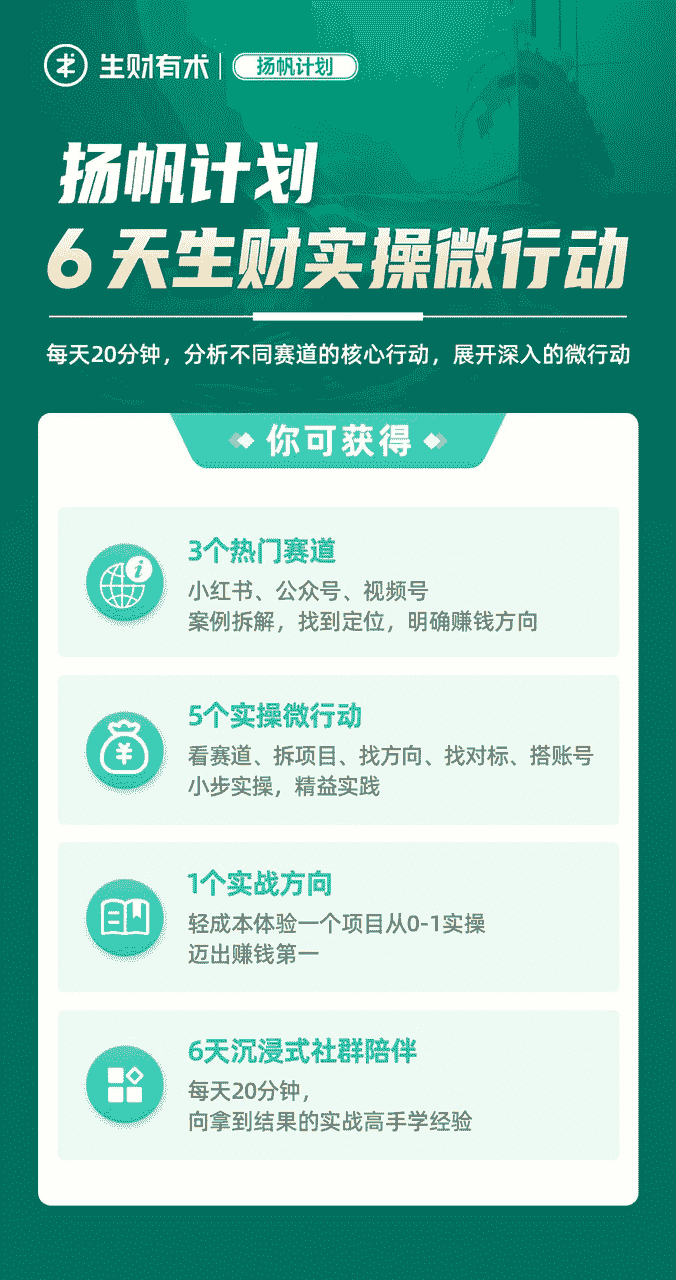 生财有术 | 扬帆计划
扬帆计划
6天生财实操微行动
每天20分钟，分析不同赛道的核心行动，展开深入的微行动
你可获得
3个热门赛道
小红书、公众号、视频号
案例拆解，找到定位，明确赚钱方向
5个实操微行动
看赛道、拆项目、找方向、找对标、搭账号
小步实操，精益实践
1个实战方向
轻成本体验一个项目从0-1实操
迈出赚钱第一
6天沉浸式社群陪伴
每天20分钟，
向拿到结果的实战高手学经验